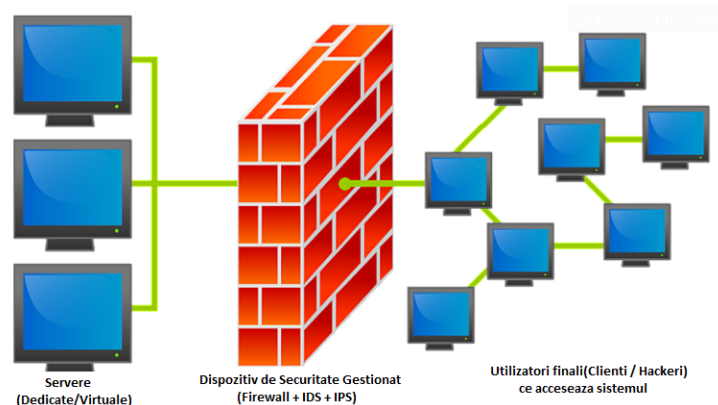 Servere
(Dedicate/Virtuale)
Dispozitiv de Securitate Gestionat
(Firewall + IDS + IPS)
Utilizatori finali(Clienti / Hackeri)
ce acceseaza sistemul